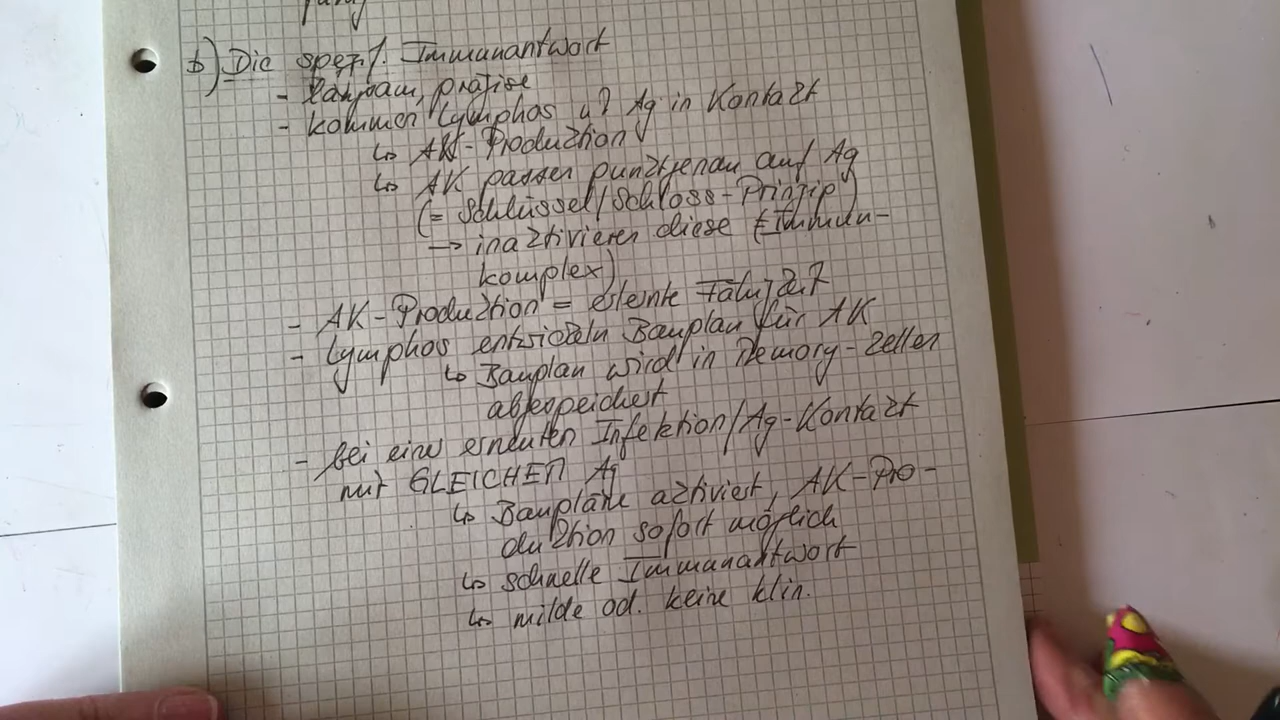 b) Die spezif. Immunantwort
- langsam, präzise
- kommen Lymphos u? Ag in Kontakt
↳ AK-Produktion
↳ AK passen punktgenau auf Ag
(= Schlüssel/Schloss-Prinzip)
→ inaktivieren diese (Immun-
komplex)
- AK-Produktion = erlernte Fähigkeit
- Lymphos entwickeln Bauplan für AK
↳ Bauplan wird in Memory-Zellen
abgespeichert
- bei einer erneuten Infektion/Ag-Kontakt
mit GLEICHEM Ag
↳ Baupläne aktiviert, AK-Pro-
duktion sofort möglich
↳ schnelle Immunantwort
↳ milde od. keine klin.